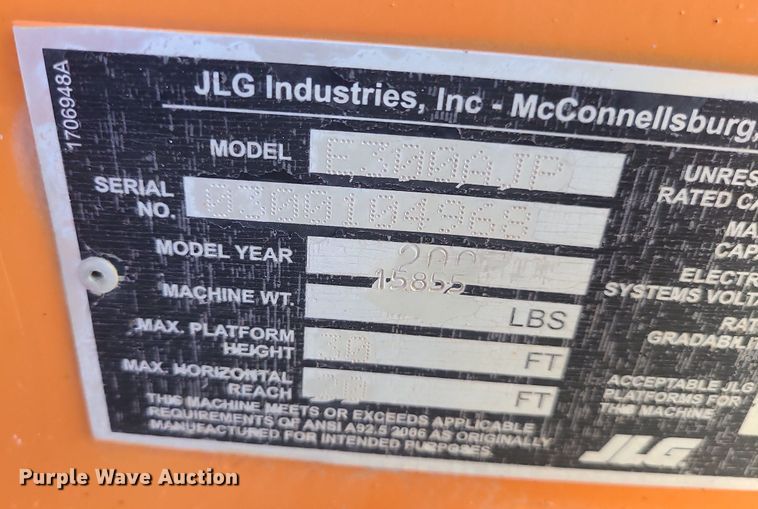 1706948A
JLG Industries, Inc - McConnellsburg,
MODEL E300AJP
SERIAL NO. 0300104968
MODEL YEAR
MACHINE WT. 15855 LBS
MAX. PLATFORM HEIGHT 30 FT
MAX. HORIZONTAL REACH FT
THIS MACHINE MEETS OR EXCEEDS APPLICABLE
REQUIREMENTS OF ANSI A92.5 2006 AS ORIGINALLY
MANUFACTURED FOR INTENDED PURPOSES
UNRES
RATED CA
MA
CAP
ELECTR
SYSTEMS VOLTA
RAT
GRADABILIT
ACCEPTABLE JLG
PLATFORMS FOR
THIS MACHINE
JLG
Purple Wave Auction